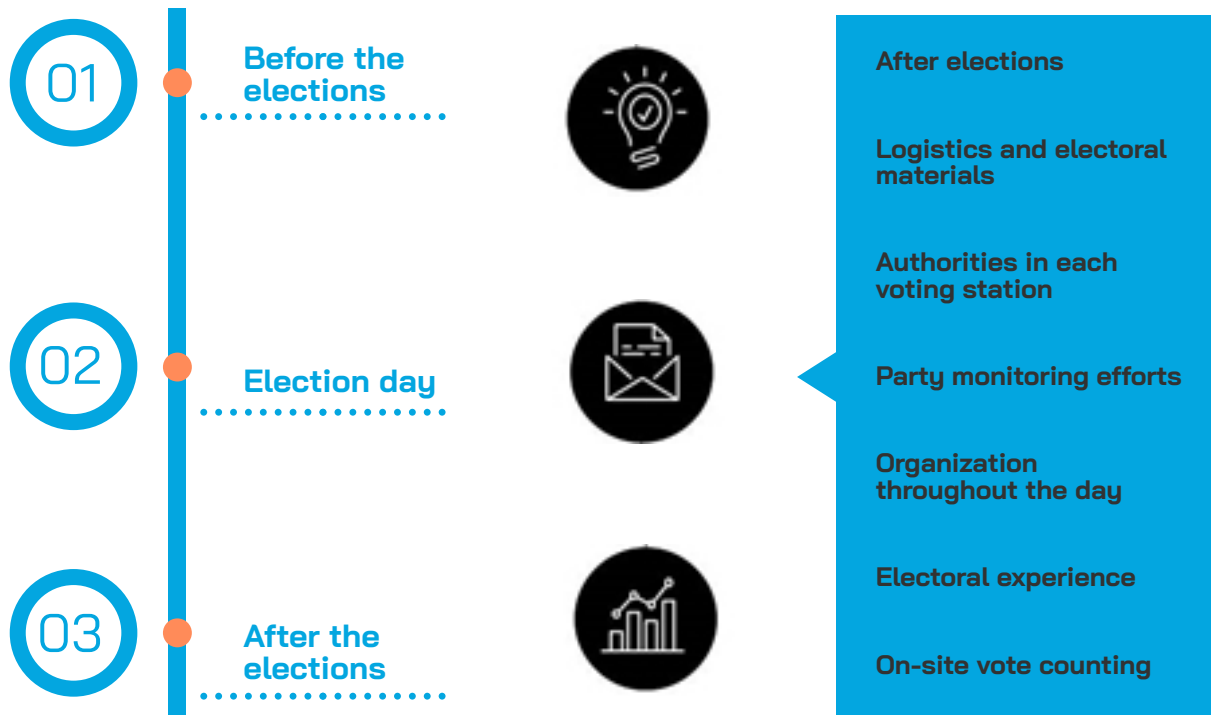 01
Before the
elections
02
Election day
03
After the
elections
After elections
Logistics and electoral
materials
Authorities in each
voting station
Party monitoring efforts
Organization
throughout the day
Electoral experience
On-site vote counting